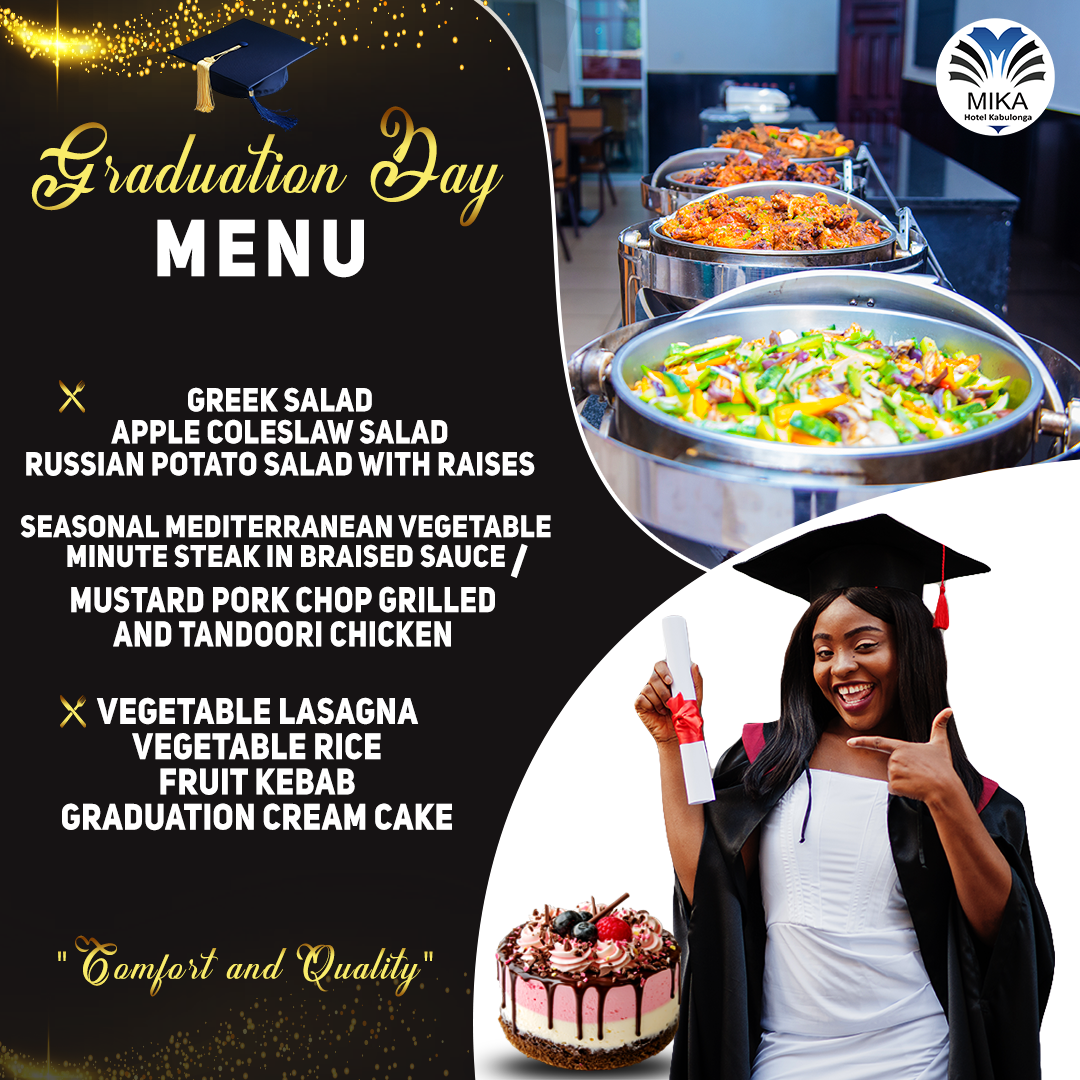 Graduation Day
MENU
MIKA
Hotel Kabulonga
GREEK SALAD
APPLE COLESLAW SALAD
RUSSIAN POTATO SALAD WITH RAISES
SEASONAL MEDITERRANEAN VEGETABLE
MINUTE STEAK IN BRAISED SAUCE /
MUSTARD PORK CHOP GRILLED
AND TANDOORI CHICKEN
VEGETABLE LASAGNA
VEGETABLE RICE
FRUIT KEBAB
GRADUATION CREAM CAKE
"Comfort and Quality"